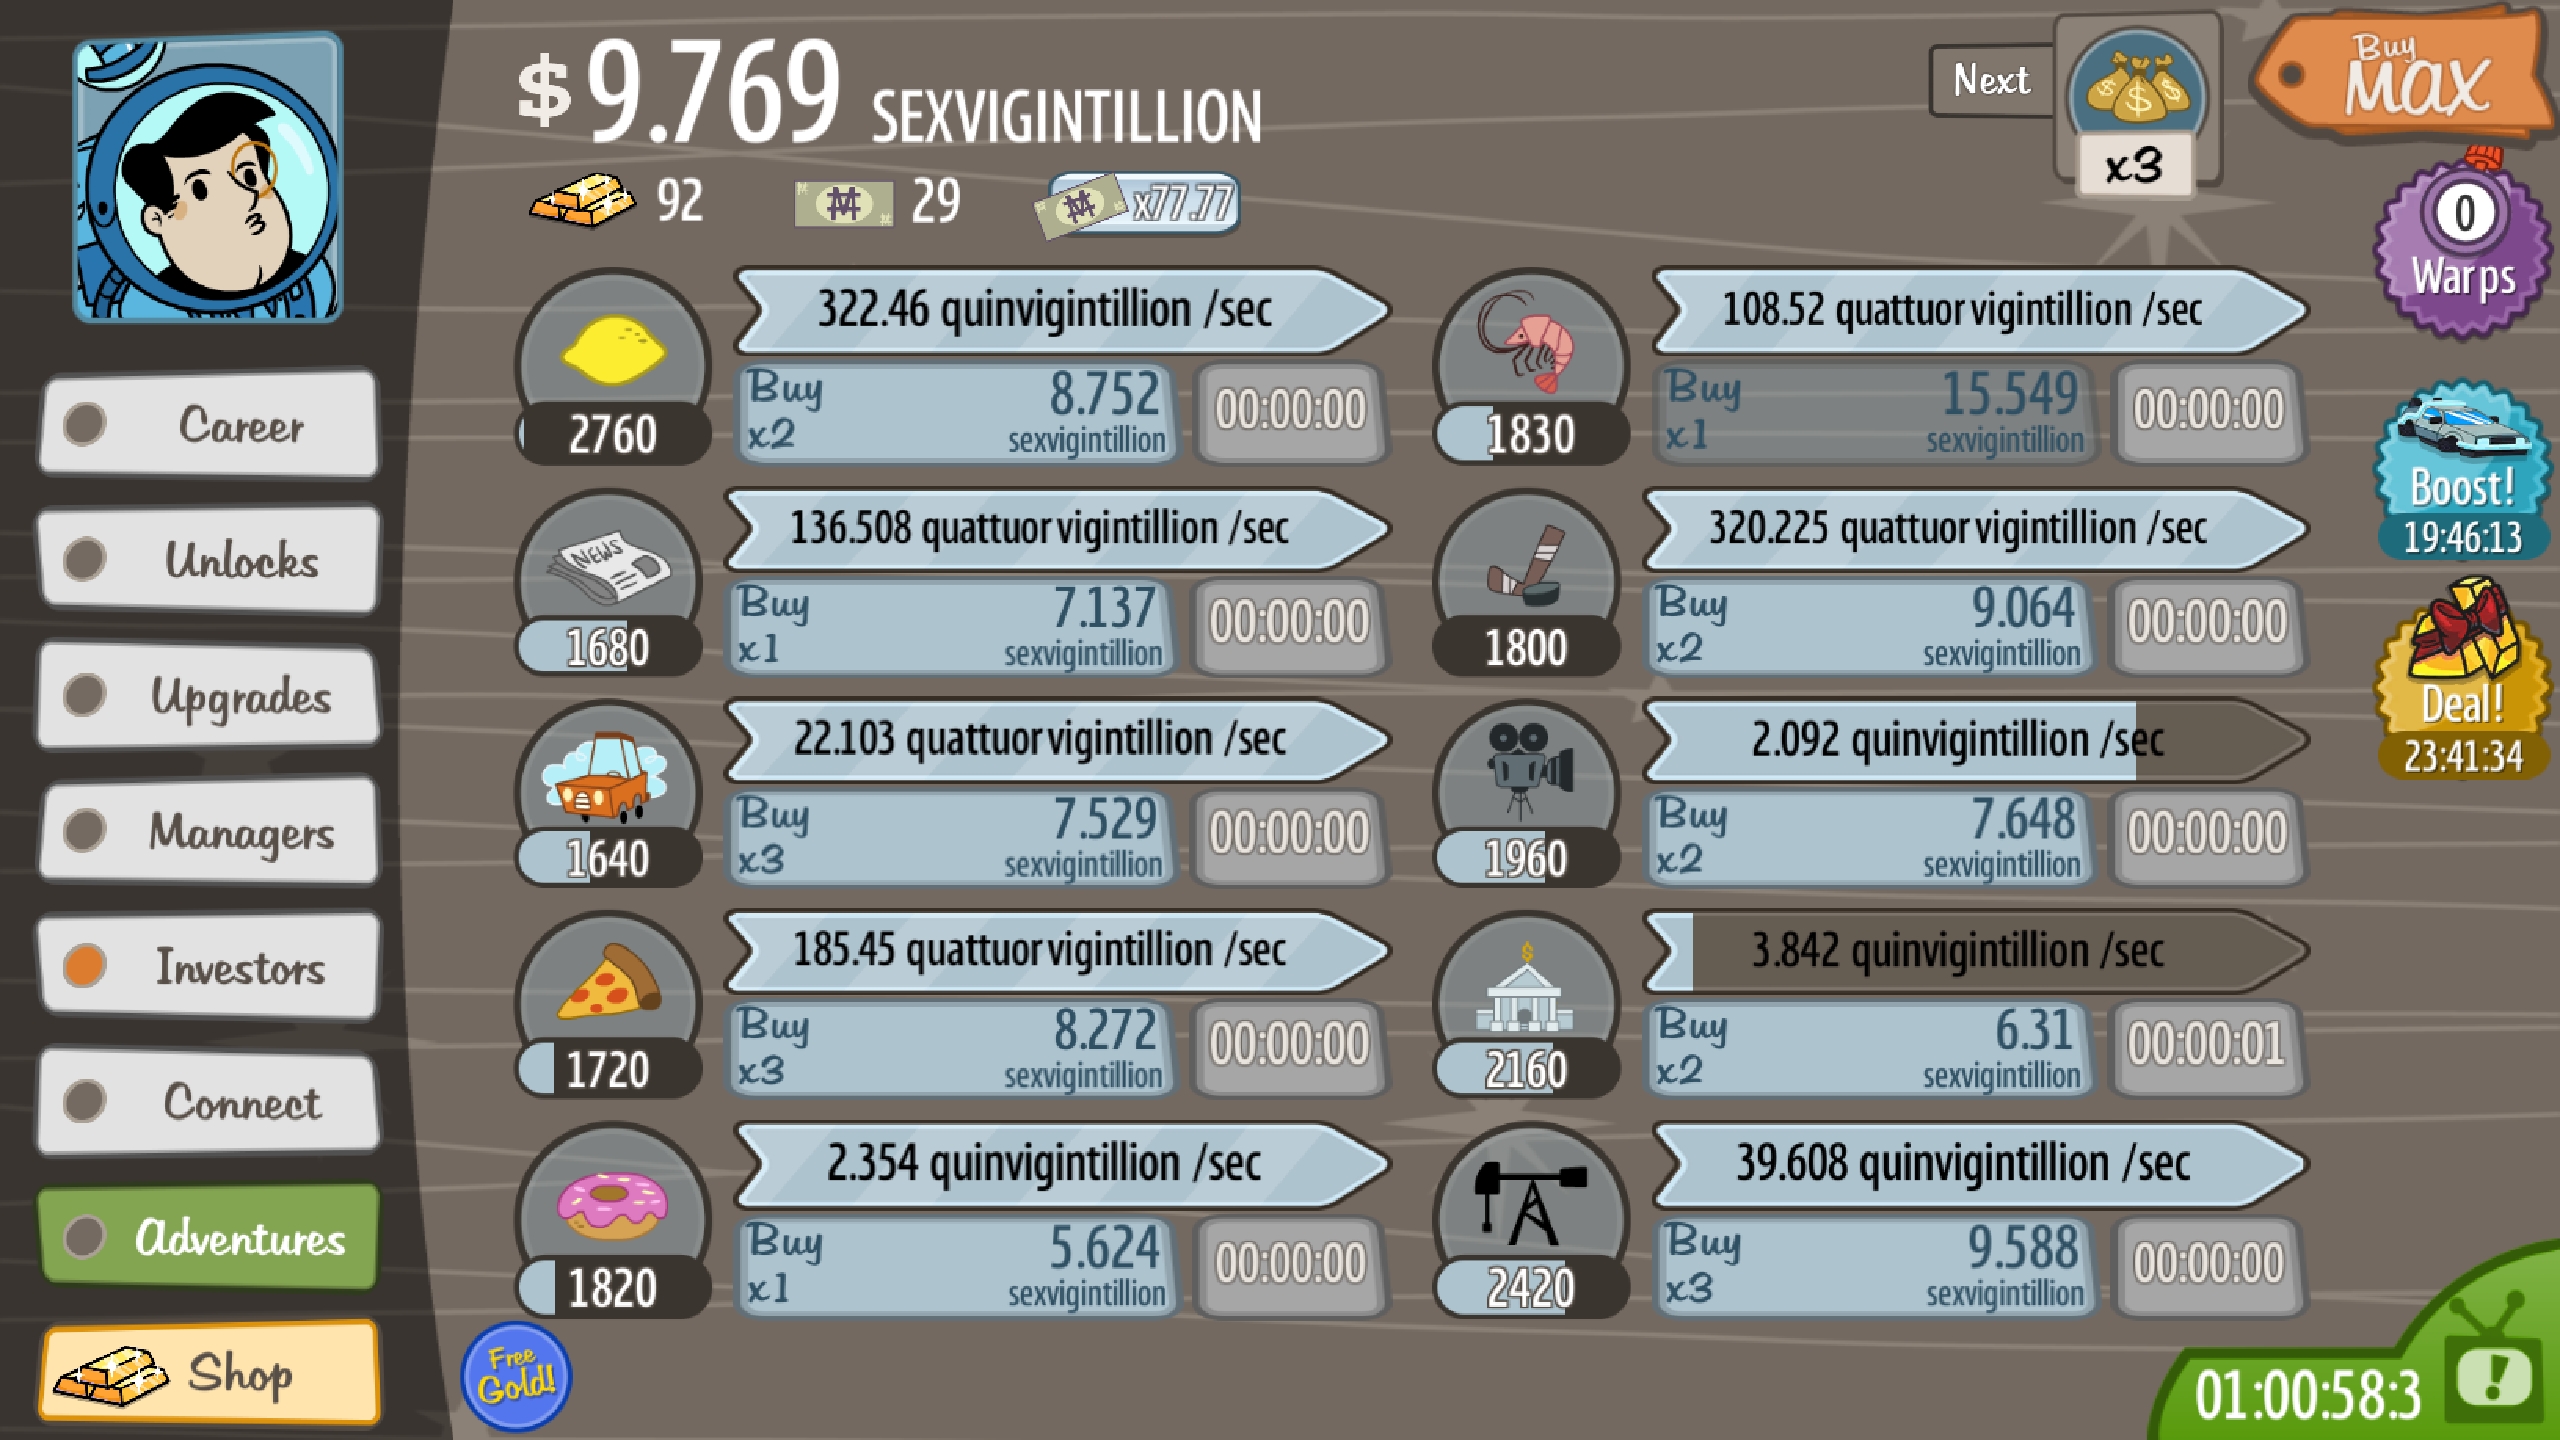 $9.769 SEXVIGINTILLION
92
29
x77.77
Next
x3
Buy
MAX
0
Warps
Boost!
19:46:13
Deal!
23:41:34
Career
Unlocks
Upgrades
Managers
Investors
Connect
Adventures
Shop
322.46 quinvigintillion /sec
2760
Buy
x2
8.752
sexvigintillion
00:00:00
NEWS
136.508 quattuorvigintillion /sec
1680
Buy
x1
7.137
sexvigintillion
00:00:00
22.103 quattuorvigintillion /sec
1640
Buy
x3
7.529
sexvigintillion
00:00:00
185.45 quattuorvigintillion /sec
1720
Buy
x3
8.272
sexvigintillion
00:00:00
2.354 quinvigintillion /sec
1820
Buy
x1
5.624
sexvigintillion
00:00:00
108.52 quattuorvigintillion /sec
1830
Buy
x1
15.549
sexvigintillion
00:00:00
320.225 quattuorvigintillion /sec
1800
Buy
x2
9.064
sexvigintillion
00:00:00
2.092 quinvigintillion /sec
1960
Buy
x2
7.648
sexvigintillion
00:00:00
3.842 quinvigintillion /sec
2160
Buy
x2
6.31
sexvigintillion
00:00:01
39.608 quinvigintillion /sec
2420
Buy
x3
9.588
sexvigintillion
00:00:00
Free
Gold!
01:00:58:3
!